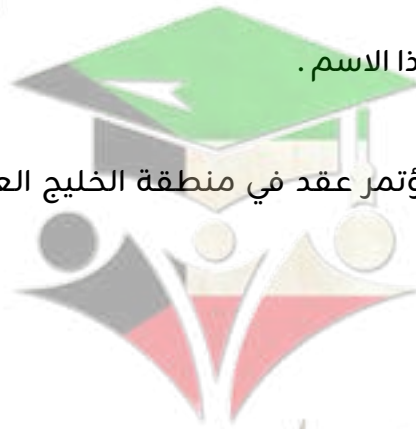 ذا الاسم .
ؤتمر عقد في منطقة الخليج الع